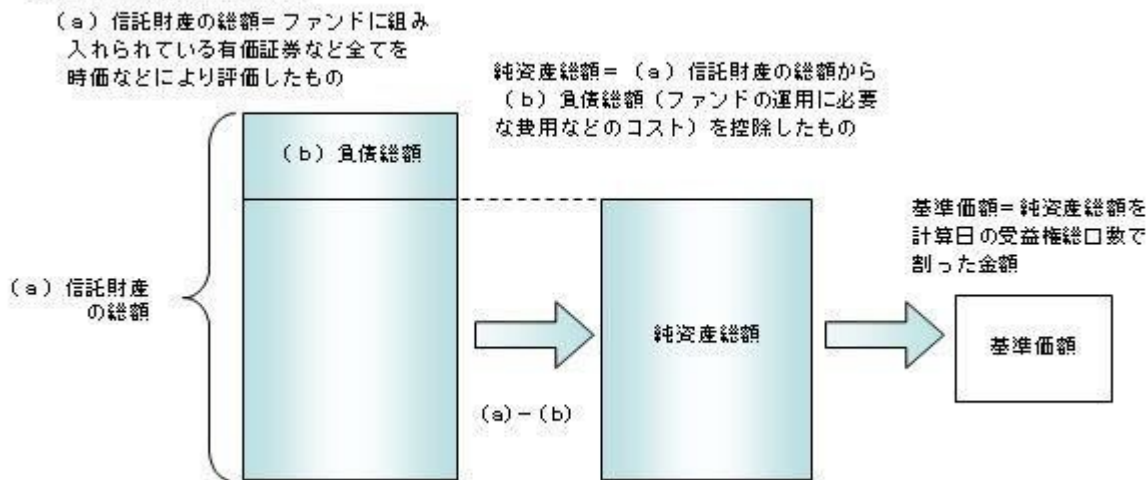 （a）信託財産の総額＝ファンドに組み
入れられている有価証券など全てを
時価などにより評価したもの
純資産総額＝（a）信託財産の総額から
（b）負債総額（ファンドの運用に必要
な費用などのコスト）を控除したもの
（b）負債総額
基準価額＝純資産総額を
計算日の受益権総口数で
割った金額
（a）信託財産
の総額
純資産総額
基準価額
（a）－（b）